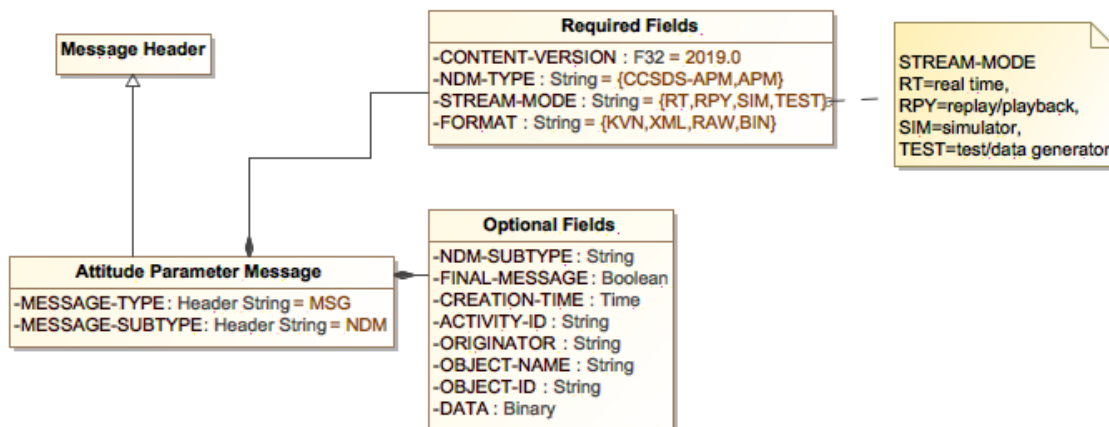 Message Header
Required Fields
-CONTENT-VERSION : F32 = 2019.0
-NDM-TYPE : String = {CCSDS-APM,APM}
-STREAM-MODE : String = {RT,RPY,SIM,TEST}
-FORMAT : String = {KVN,XML,RAW,BIN}
STREAM-MODE
RT=real time,
RPY=replay/playback,
SIM=simulator,
TEST=test/data generator
Attitude Parameter Message
-MESSAGE-TYPE : Header String = MSG
-MESSAGE-SUBTYPE : Header String = NDM
Optional Fields
-NDM-SUBTYPE : String
-FINAL-MESSAGE : Boolean
-CREATION-TIME : Time
-ACTIVITY-ID : String
-ORIGINATOR : String
-OBJECT-NAME : String
-OBJECT-ID : String
-DATA : Binary